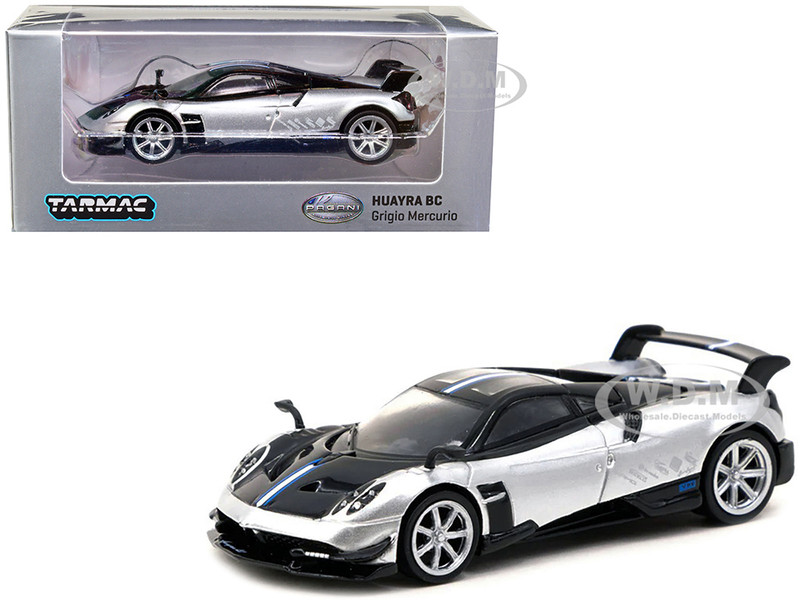 W.D.M
TARMAC
PAGANI
HUAYRA BC
Grigio Mercurio
W.D.M
Wholesale.Diecast.Models